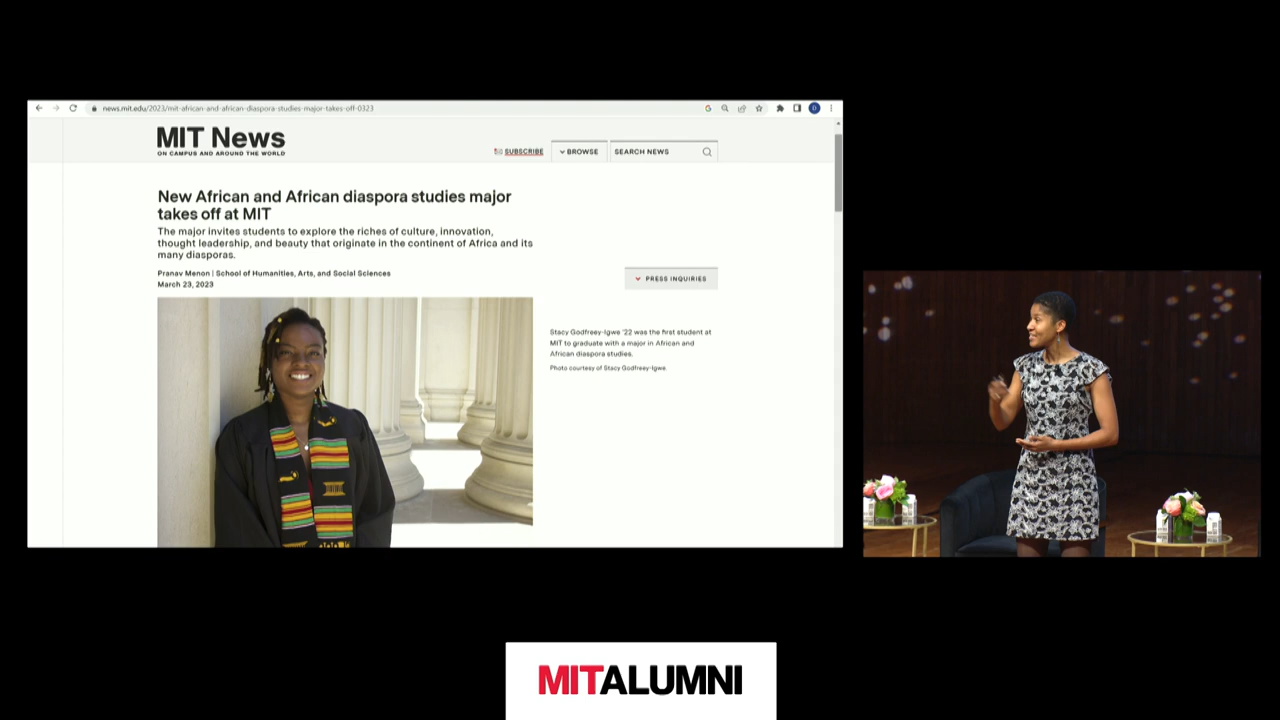 news.mit.edu/2023/mit-african-and-african-diaspora-studies-major-takes-off-0323
MIT News
ON CAMPUS AND AROUND THE WORLD
SUBSCRIBE
BROWSE
SEARCH NEWS
New African and African diaspora studies major
takes off at MIT
The major invites students to explore the riches of culture, innovation,
thought leadership, and beauty that originate in the continent of Africa and its
many diasporas.
Pranav Menon | School of Humanities, Arts, and Social Sciences
March 23, 2023
PRESS INQUIRIES
Stacy Godfreey-Igwe '22 was the first student at
MIT to graduate with a major in African and
African diaspora studies.
Photo courtesy of Stacy Godfreey-Igwe.
MITALUMNI